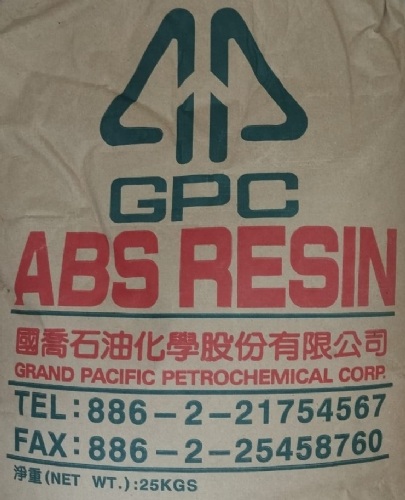 GPC
ABS RESIN
國喬石油化學股份有限公司
GRAND PACIFIC PETROCHEMICAL CORP.
TEL:886-2-21754567
FAX:886-2-25458760
淨重(NET WT.):25KGS